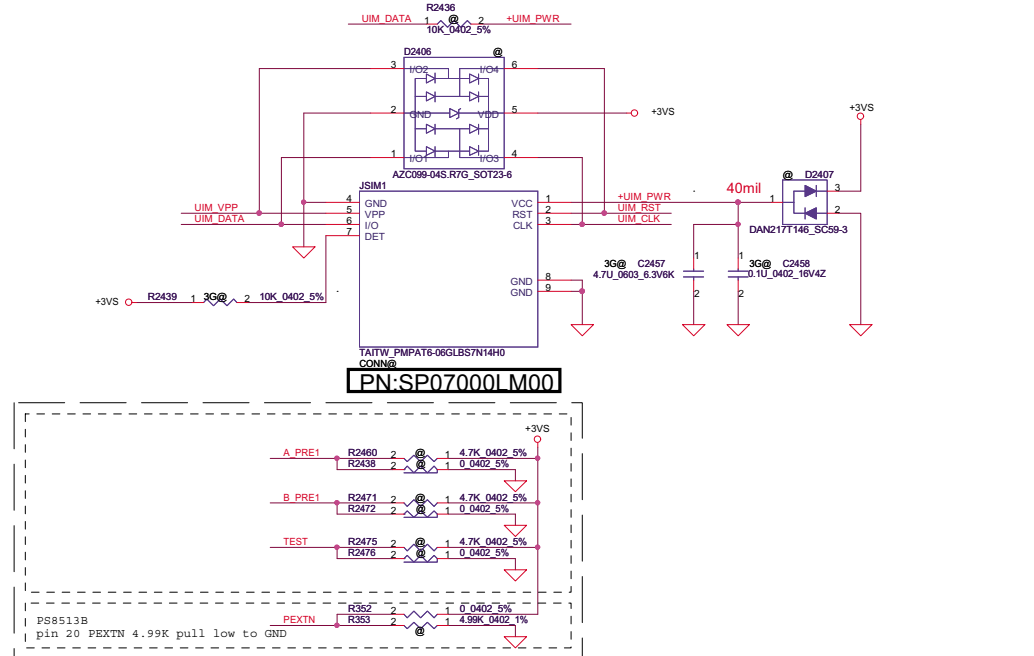 R2436
UIM_DATA 1 @ 2 +UIM_PWR
10K_0402_5%
D2406 @
3 I/O2 I/O4 6
2 GND VDD 5 +3VS
1 I/O1 I/O3 4
AZC099-04S.R7G_SOT23-6
+3VS
@ D2407
1 3
2
DAN217T146_SC59-3
40mil
JSIM1
4 GND VCC 1 +UIM_PWR
UIM_VPP 5 VPP RST 2 UIM_RST
UIM_DATA 6 I/O CLK 3 UIM_CLK
7 DET
GND 8
GND 9
1 3G@ C2457
4.7U_0603_6.3V6K
2
1 3G@ C2458
0.1U_0402_16V4Z
2
+3VS R2439 1 3G@ 2 10K_0402_5%
TAITW_PMPAT6-06GLBS7N14H0
CONN@
PN:SP07000LM00
+3VS
A_PRE1 R2460 2 @ 1 4.7K_0402_5%
R2438 2 @ 1 0_0402_5%
B_PRE1 R2471 2 @ 1 4.7K_0402_5%
R2472 2 @ 1 0_0402_5%
TEST R2475 2 @ 1 4.7K_0402_5%
R2476 2 @ 1 0_0402_5%
R352 2 1 0_0402_5%
PEXTN R353 2 @ 1 4.99K_0402_1%
PS8513B
pin 20 PEXTN 4.99K pull low to GND